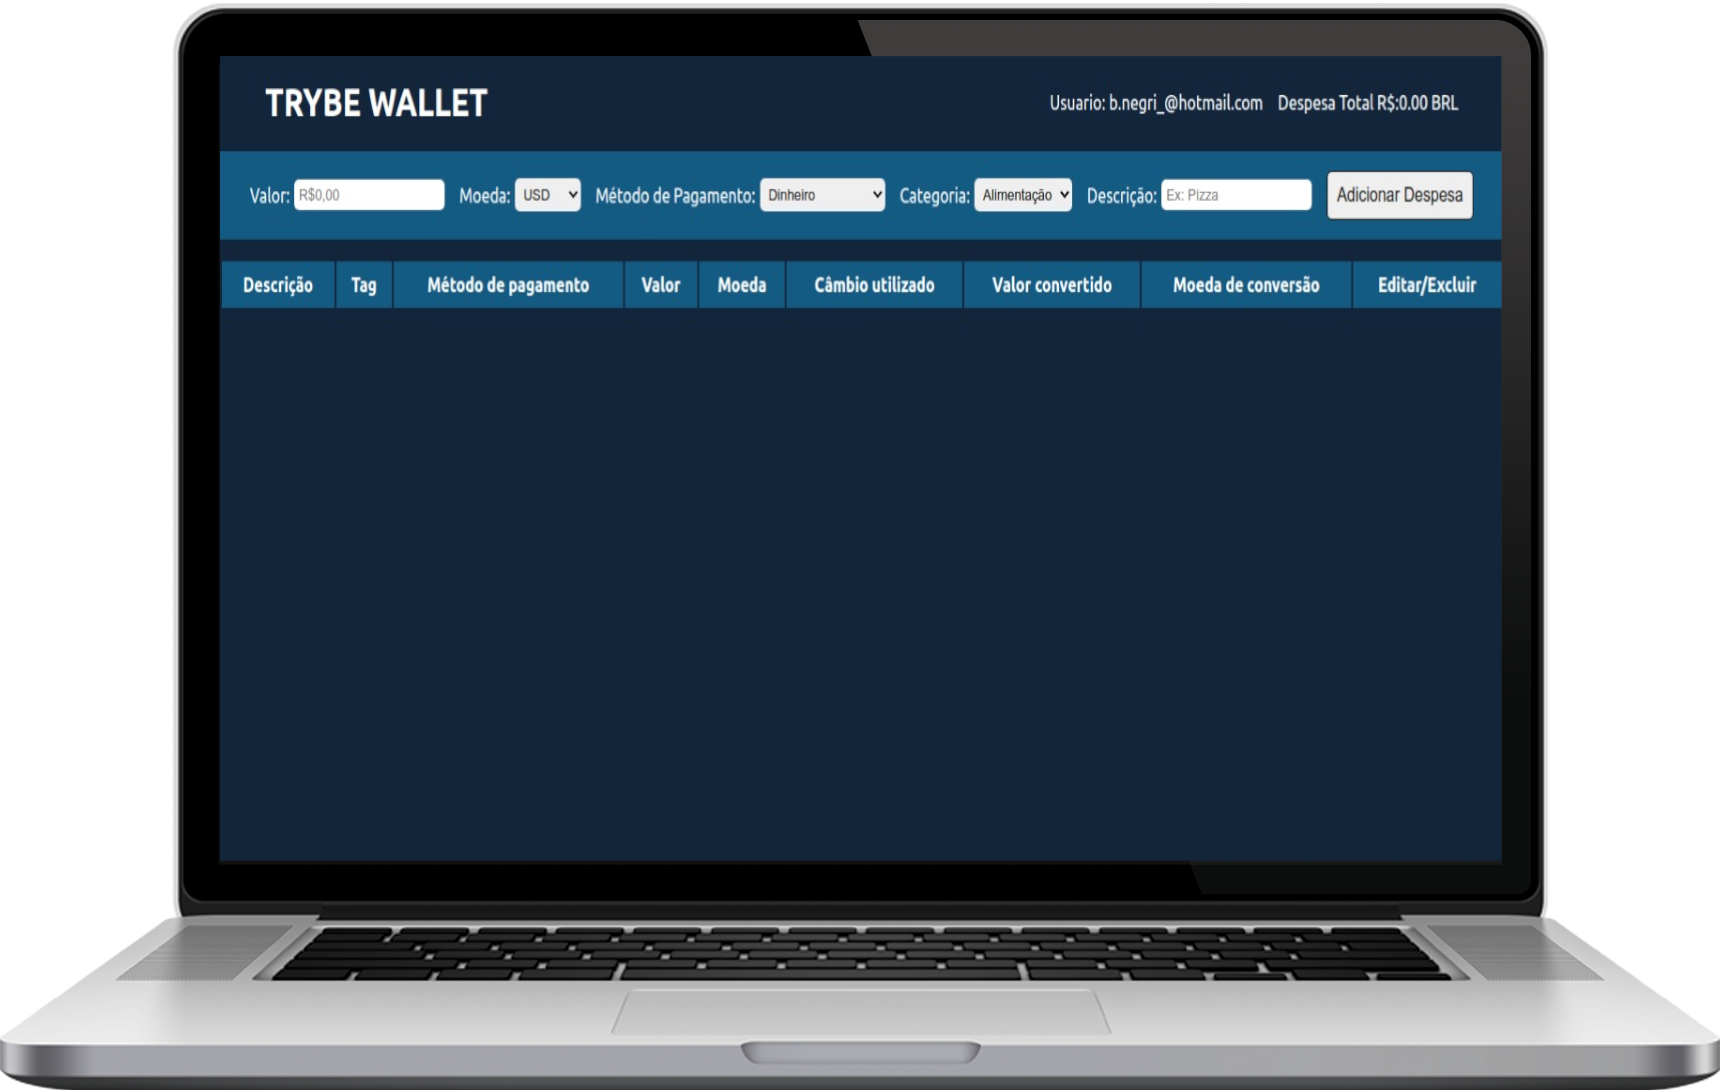 TRYBE WALLET
Usuario: b.negri_@hotmail.com Despesa Total R$:0.00 BRL
Valor: R$0,00 Moeda: USD Método de Pagamento: Dinheiro Categoria: Alimentação Descrição: Ex: Pizza Adicionar Despesa
Descrição Tag Método de pagamento Valor Moeda Câmbio utilizado Valor convertido Moeda de conversão Editar/Excluir